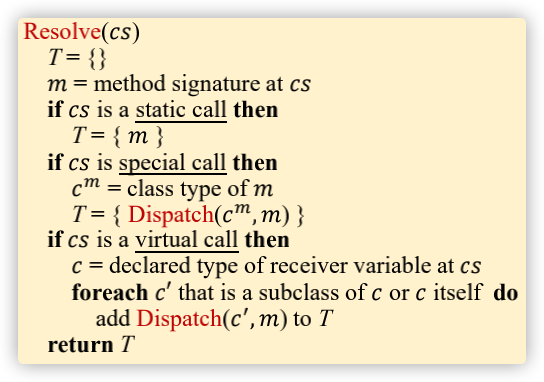 Resolve(cs)
T = {}
m = method signature at cs
if cs is a static call then
T = { m }
if cs is special call then
cᵐ = class type of m
T = { Dispatch(cᵐ, m) }
if cs is a virtual call then
c = declared type of receiver variable at cs
foreach c′ that is a subclass of c or c itself do
add Dispatch(c′, m) to T
return T